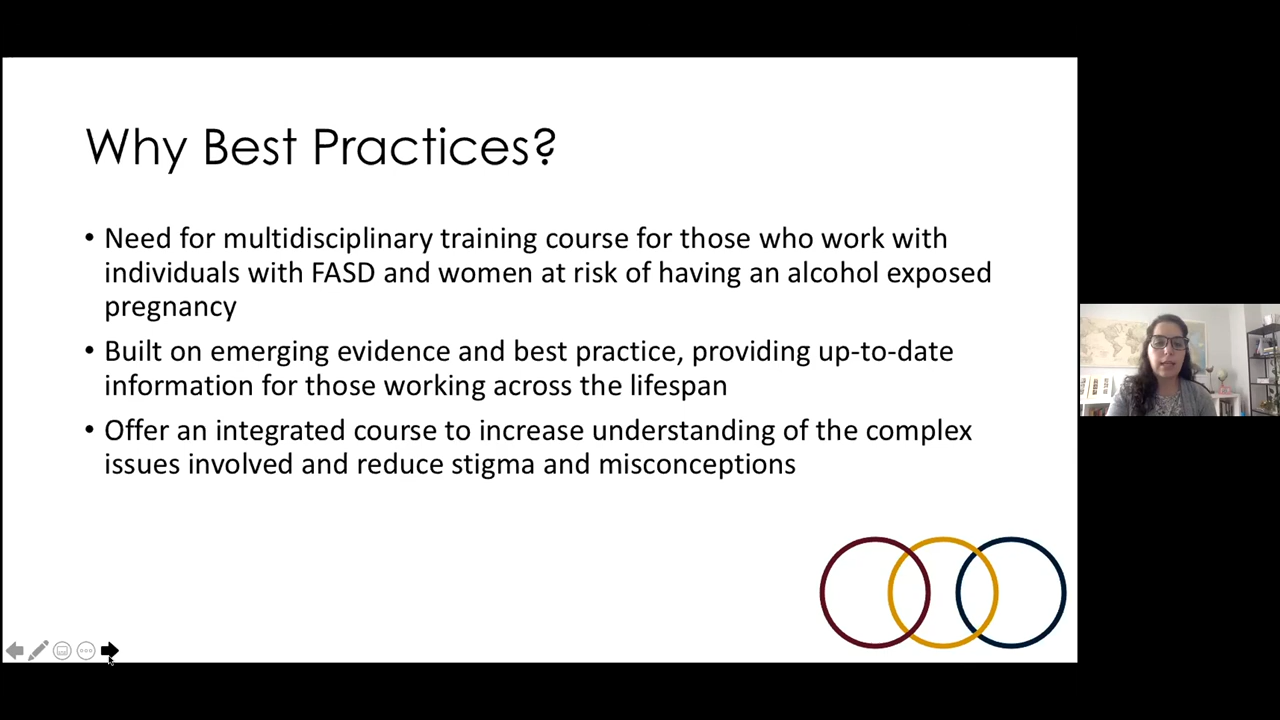 Why Best Practices?
• Need for multidisciplinary training course for those who work with
individuals with FASD and women at risk of having an alcohol exposed
pregnancy
• Built on emerging evidence and best practice, providing up-to-date
information for those working across the lifespan
• Offer an integrated course to increase understanding of the complex
issues involved and reduce stigma and misconceptions